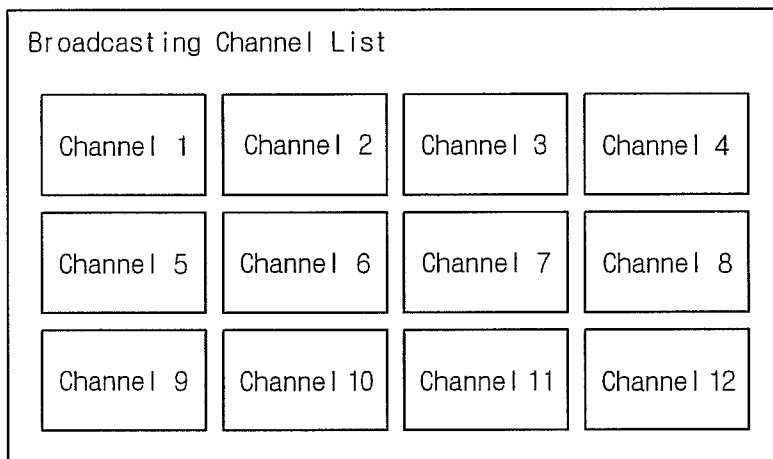 Broadcasting Channel List
Channel 1 Channel 2 Channel 3 Channel 4
Channel 5 Channel 6 Channel 7 Channel 8
Channel 9 Channel 10 Channel 11 Channel 12